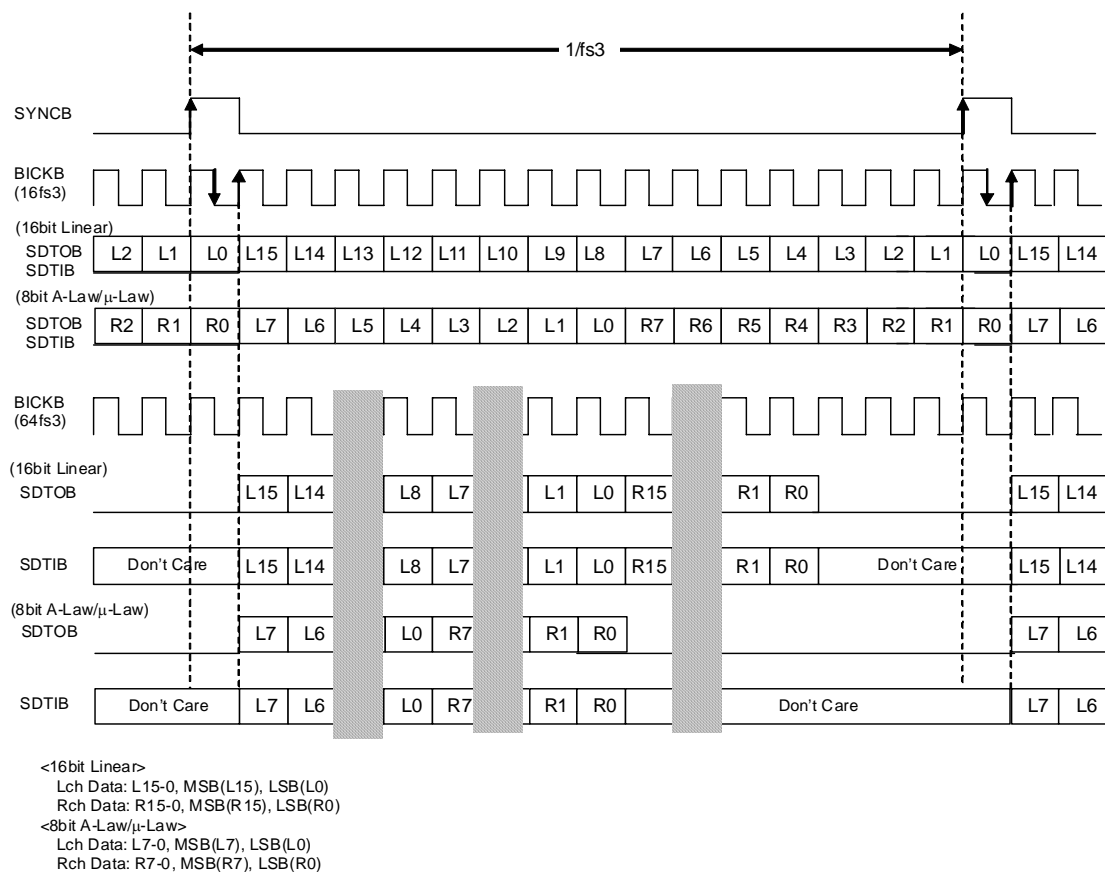 1/fs3
SYNCB
BICKB
(16fs3)
(16bit Linear)
SDTOB L2 L1 L0 L15 L14 L13 L12 L11 L10 L9 L8 L7 L6 L5 L4 L3 L2 L1 L0 L15 L14
SDTIB
(8bit A-Law/μ-Law)
SDTOB R2 R1 R0 L7 L6 L5 L4 L3 L2 L1 L0 R7 R6 R5 R4 R3 R2 R1 R0 L7 L6
SDTIB
BICKB
(64fs3)
(16bit Linear)
SDTOB L15 L14 L8 L7 L1 L0 R15 R1 R0 L15 L14
SDTIB Don't Care L15 L14 L8 L7 L1 L0 R15 R1 R0 Don't Care L15 L14
(8bit A-Law/μ-Law)
SDTOB L7 L6 L0 R7 R1 R0 L7 L6
SDTIB Don't Care L7 L6 L0 R7 R1 R0 Don't Care L7 L6
<16bit Linear>
Lch Data: L15-0, MSB(L15), LSB(L0)
Rch Data: R15-0, MSB(R15), LSB(R0)
<8bit A-Law/μ-Law>
Lch Data: L7-0, MSB(L7), LSB(L0)
Rch Data: R7-0, MSB(R7), LSB(R0)